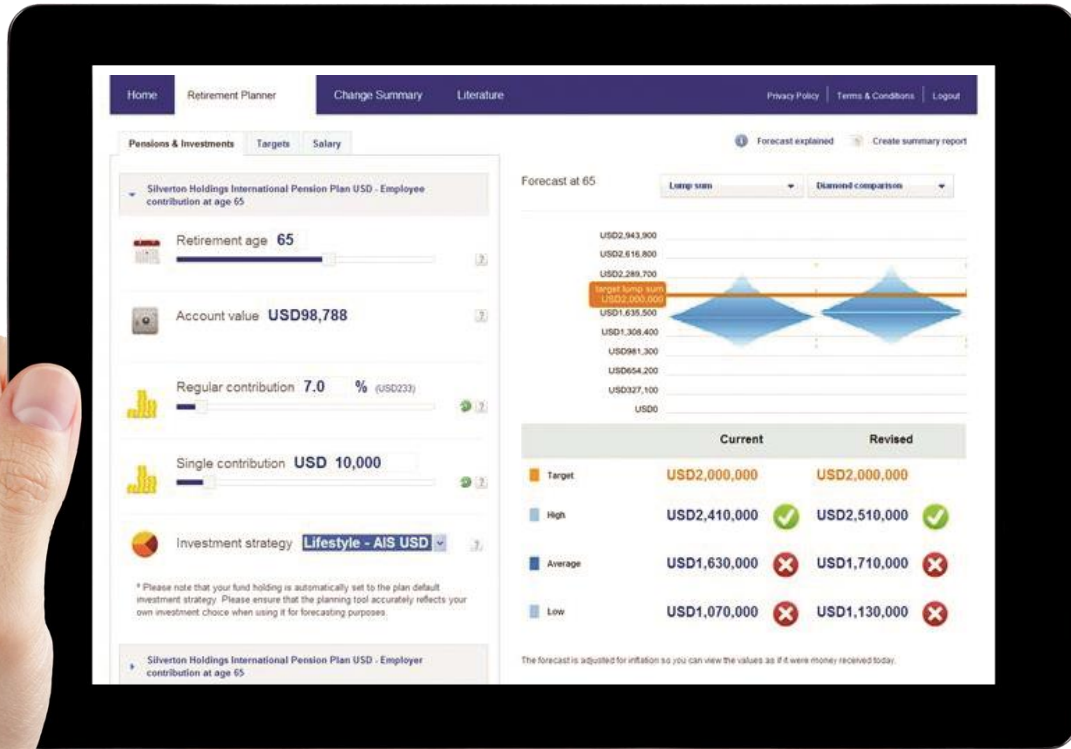 Home
Retirement Planner
Change Summary
Literature
Privacy Policy
Terms & Conditions
Logout
Pensions & Investments
Targets
Salary
Forecast explained
Create summary report
Silverton Holdings International Pension Plan USD - Employee
contribution at age 65
Retirement age 65
?
Account value USD98,788
?
Regular contribution 7.0 % (USD233)
?
Single contribution USD 10,000
?
Investment strategy Lifestyle - AIS USD
?
* Please note that your fund holding is automatically set to the plan default
investment strategy. Please ensure that the planning tool accurately reflects your
own investment choice when using it for forecasting purposes.
Silverton Holdings International Pension Plan USD - Employer
contribution at age 65
Forecast at 65
Lump sum
Diamond comparison
USD2,943,900
USD2,616,800
USD2,289,700
target lump sum
USD2,000,000
USD1,635,500
USD1,308,400
USD981,300
USD654,200
USD327,100
USD0
Current Revised
Target USD2,000,000 USD2,000,000
High USD2,410,000 USD2,510,000
Average USD1,630,000 USD1,710,000
Low USD1,070,000 USD1,130,000
The forecast is adjusted for inflation so you can view the values as if it were money received today.